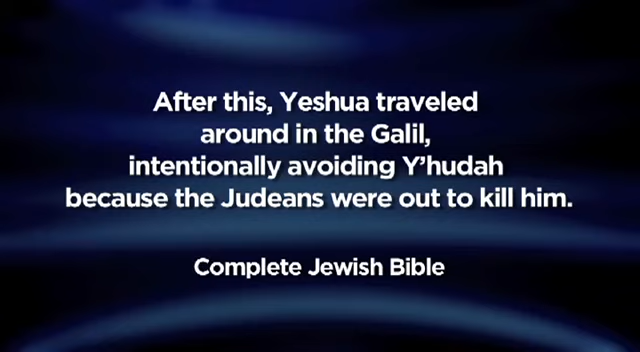 After this, Yeshua traveled
around in the Galil,
intentionally avoiding Y’hudah
because the Judeans were out to kill him.
Complete Jewish Bible